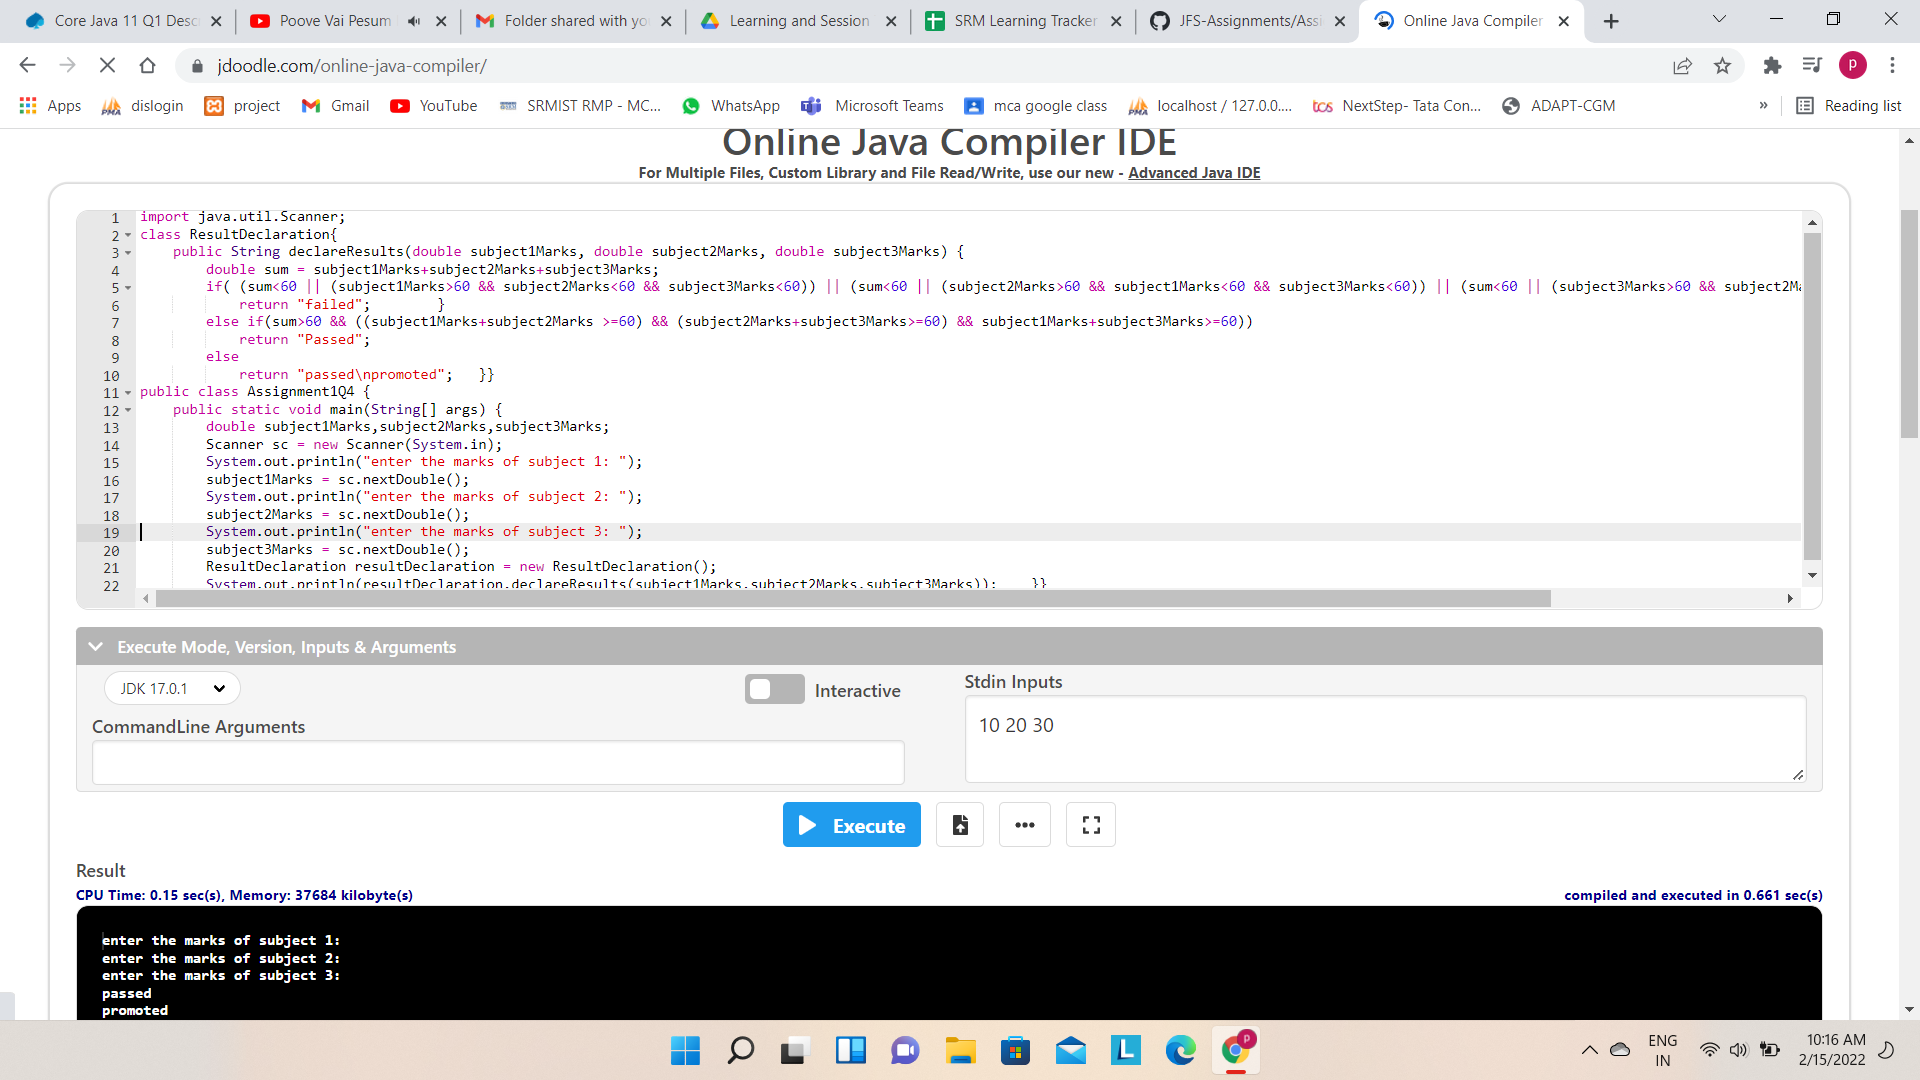 Core Java 11 Q1 Desc
Poove Vai Pesum
Folder shared with yo
Learning and Session
SRM Learning Tracker
JFS-Assignments/Assi
Online Java Compiler
jdoodle.com/online-java-compiler/
P
Apps
dislogin
project
Gmail
YouTube
SRMIST RMP - MC...
WhatsApp
Microsoft Teams
mca google class
localhost / 127.0.0....
NextStep- Tata Con...
ADAPT-CGM
»
Reading list
Online Java Compiler IDE
For Multiple Files, Custom Library and File Read/Write, use our new - Advanced Java IDE
1 import java.util.Scanner;
2 class ResultDeclaration{
3 public String declareResults(double subject1Marks, double subject2Marks, double subject3Marks) {
4 double sum = subject1Marks+subject2Marks+subject3Marks;
5 if( (sum<60 || (subject1Marks>60 && subject2Marks<60 && subject3Marks<60)) || (sum<60 || (subject2Marks>60 && subject1Marks<60 && subject3Marks<60)) || (sum<60 || (subject3Marks>60 && subject2Ma
6 return "failed"; }
7 else if(sum>60 && ((subject1Marks+subject2Marks >=60) && (subject2Marks+subject3Marks>=60) && subject1Marks+subject3Marks>=60))
8 return "Passed";
9 else
10 return "passed\npromoted"; }}
11 public class Assignment1Q4 {
12 public static void main(String[] args) {
13 double subject1Marks,subject2Marks,subject3Marks;
14 Scanner sc = new Scanner(System.in);
15 System.out.println("enter the marks of subject 1: ");
16 subject1Marks = sc.nextDouble();
17 System.out.println("enter the marks of subject 2: ");
18 subject2Marks = sc.nextDouble();
19 System.out.println("enter the marks of subject 3: ");
20 subject3Marks = sc.nextDouble();
21 ResultDeclaration resultDeclaration = new ResultDeclaration();
22 System.out.println(resultDeclaration.declareResults(subject1Marks,subject2Marks,subject3Marks)); }}
Execute Mode, Version, Inputs & Arguments
JDK 17.0.1
Interactive
Stdin Inputs
CommandLine Arguments
10 20 30
Execute
Result
CPU Time: 0.15 sec(s), Memory: 37684 kilobyte(s)
compiled and executed in 0.661 sec(s)
enter the marks of subject 1:
enter the marks of subject 2:
enter the marks of subject 3:
passed
promoted
ENG
IN
10:16 AM
2/15/2022